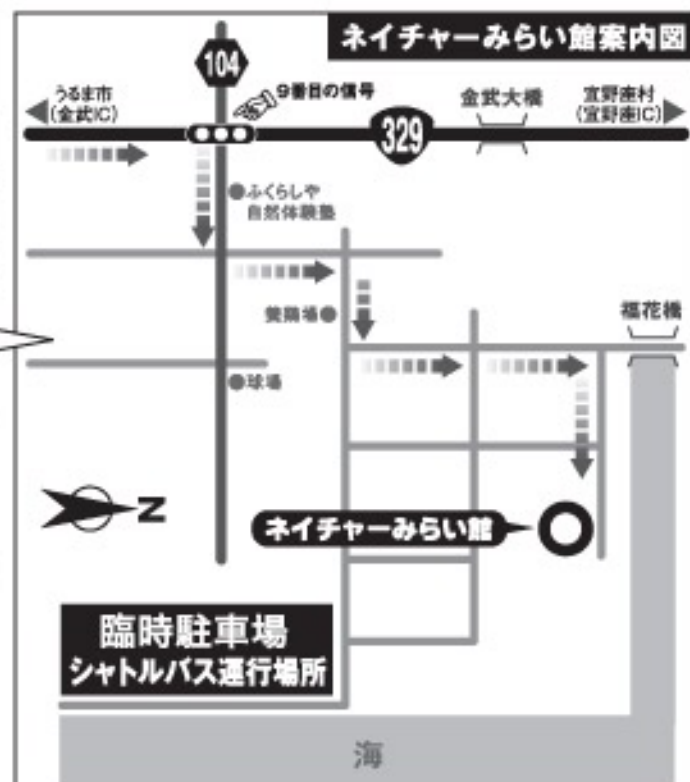 ネイチャーみらい館案内図
104
9番目の信号
うるま市
(金武IC)
329
金武大橋
宜野座村
(宜野座IC)
ふくらしや
自然体験塾
養鶏場
福花橋
球場
N
ネイチャーみらい館
臨時駐車場
シャトルバス運行場所
海